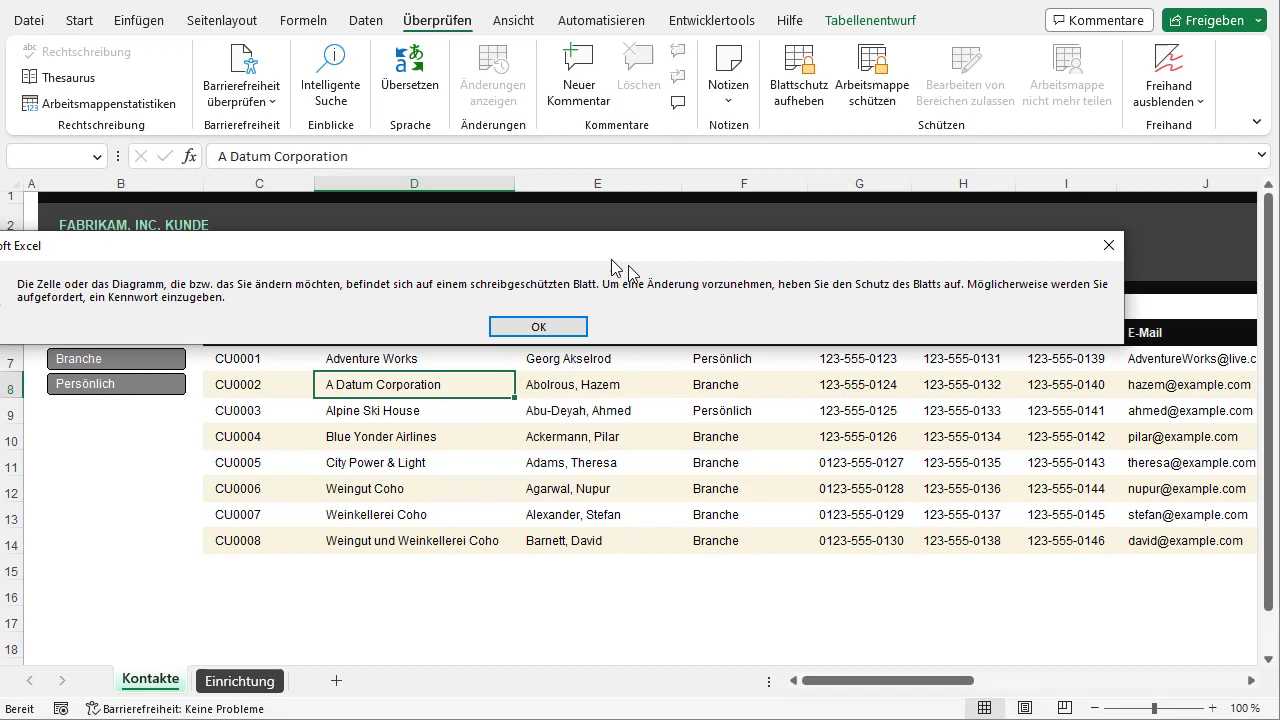 Datei Start Einfügen Seitenlayout Formeln Daten Überprüfen Ansicht Automatisieren Entwicklertools Hilfe Tabellenentwurf Kommentare Freigeben
abc Rechtschreibung
Thesaurus
123 Arbeitsmappenstatistiken
Rechtschreibung
Barrierefreiheit
überprüfen
Barrierefreiheit
Intelligente
Suche
Einblicke
Übersetzen
Sprache
Änderungen
anzeigen
Änderungen
Neuer
Kommentar
Löschen
Kommentare
Notizen
Notizen
Blattschutz
aufheben
Arbeitsmappe
schützen
Bearbeiten von
Bereichen zulassen
Arbeitsmappe
nicht mehr teilen
Schützen
Freihand
ausblenden
Freihand
fx A Datum Corporation
A B C D E F G H I J
1
2 FABRIKAM, INC. KUNDE
oft Excel
Die Zelle oder das Diagramm, die bzw. das Sie ändern möchten, befindet sich auf einem schreibgeschützten Blatt. Um eine Änderung vorzunehmen, heben Sie den Schutz des Blatts auf. Möglicherweise werden Sie
aufgefordert, ein Kennwort einzugeben.
OK
E-Mail
7 Branche CU0001 Adventure Works Georg Akselrod Persönlich 123-555-0123 123-555-0131 123-555-0139 AdventureWorks@live.c
8 Persönlich CU0002 A Datum Corporation Abolrous, Hazem Branche 123-555-0124 123-555-0132 123-555-0140 hazem@example.com
9 CU0003 Alpine Ski House Abu-Deyah, Ahmed Persönlich 123-555-0125 123-555-0133 123-555-0141 ahmed@example.com
10 CU0004 Blue Yonder Airlines Ackermann, Pilar Branche 123-555-0126 123-555-0134 123-555-0142 pilar@example.com
11 CU0005 City Power & Light Adams, Theresa Branche 0123-555-0127 123-555-0135 123-555-0143 theresa@example.com
12 CU0006 Weingut Coho Agarwal, Nupur Branche 0123-555-0128 123-555-0136 123-555-0144 nupur@example.com
13 CU0007 Weinkellerei Coho Alexander, Stefan Branche 0123-555-0129 123-555-0137 123-555-0145 stefan@example.com
14 CU0008 Weingut und Weinkellerei Coho Barnett, David Branche 0123-555-0130 123-555-0138 123-555-0146 david@example.com
15
16
17
18
Kontakte Einrichtung
Bereit Barrierefreiheit: Keine Probleme 100 %